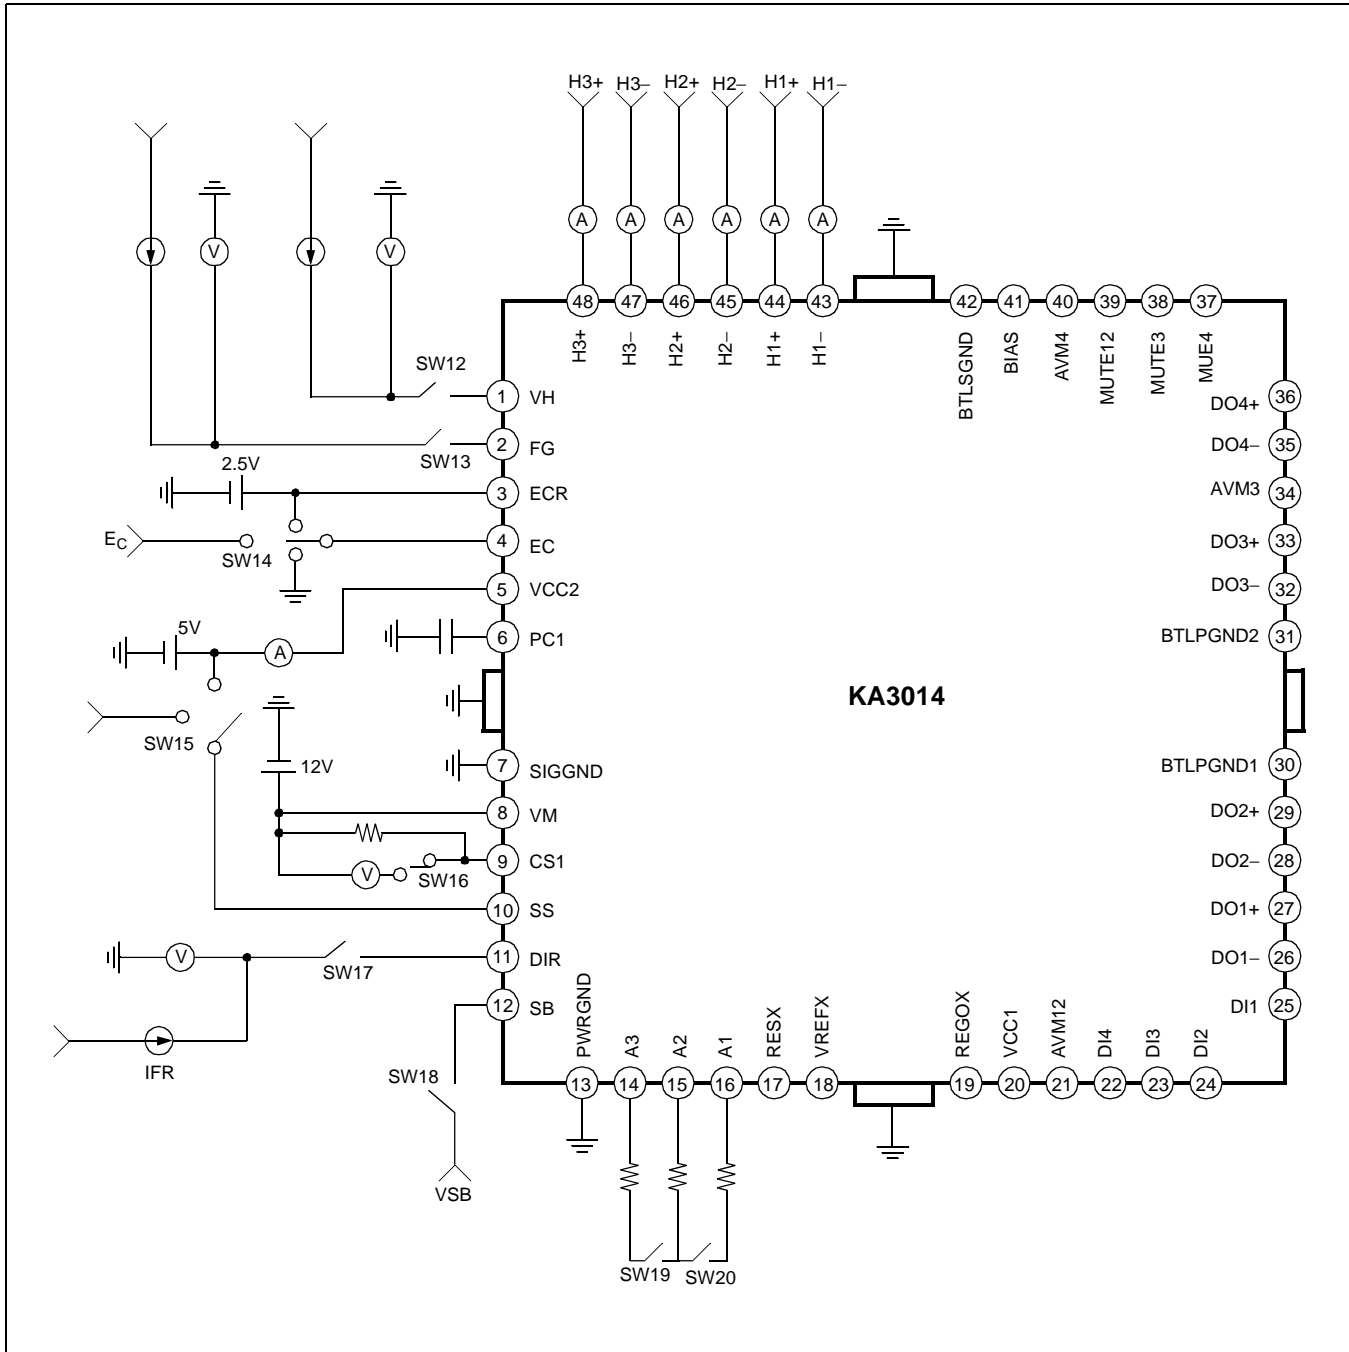 H3+ H3– H2+ H2– H1+ H1–
A A A A A A
V V
48 47 46 45 44 43 42 41 40 39 38 37
H3+ H3– H2+ H2– H1+ H1– BTLSGND BIAS AVM4 MUTE12 MUTE3 MUE4
SW12
1 VH
SW13
2 FG
2.5V
3 ECR
EC
SW14
4 EC
5 VCC2
5V
A
6 PC1
SW15
12V
7 SIGGND
8 VM
V
SW16
9 CS1
10 SS
V
SW17
11 DIR
12 SB
IFR
SW18
VSB
KA3014
DO4+ 36
DO4– 35
AVM3 34
DO3+ 33
DO3– 32
BTLPGND2 31
BTLPGND1 30
DO2+ 29
DO2– 28
DO1+ 27
DO1– 26
DI1 25
PWRGND A3 A2 A1 RESX VREFX REGOX VCC1 AVM12 DI4 DI3 DI2
13 14 15 16 17 18 19 20 21 22 23 24
SW19 SW20